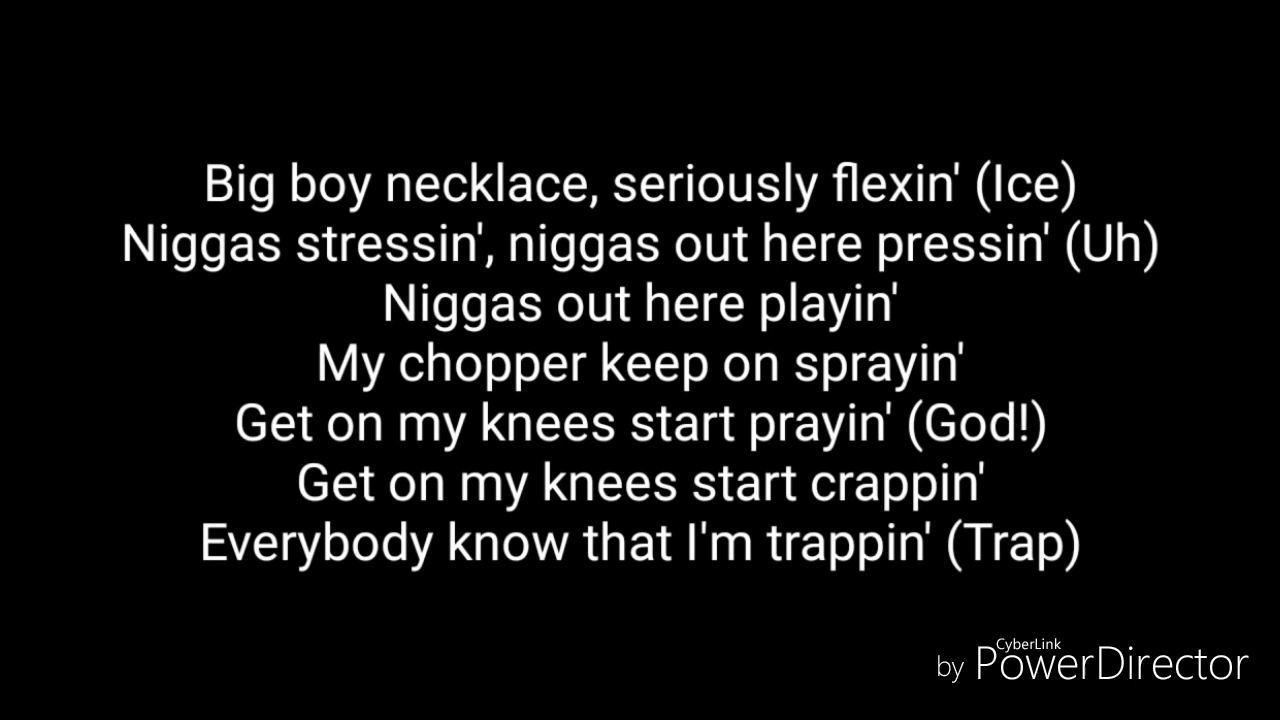 Big boy necklace, seriously flexin' (Ice)
Niggas stressin', niggas out here pressin' (Uh)
Niggas out here playin'
My chopper keep on sprayin'
Get on my knees start prayin' (God!)
Get on my knees start crappin'
Everybody know that I'm trappin' (Trap)
CyberLink
by PowerDirector